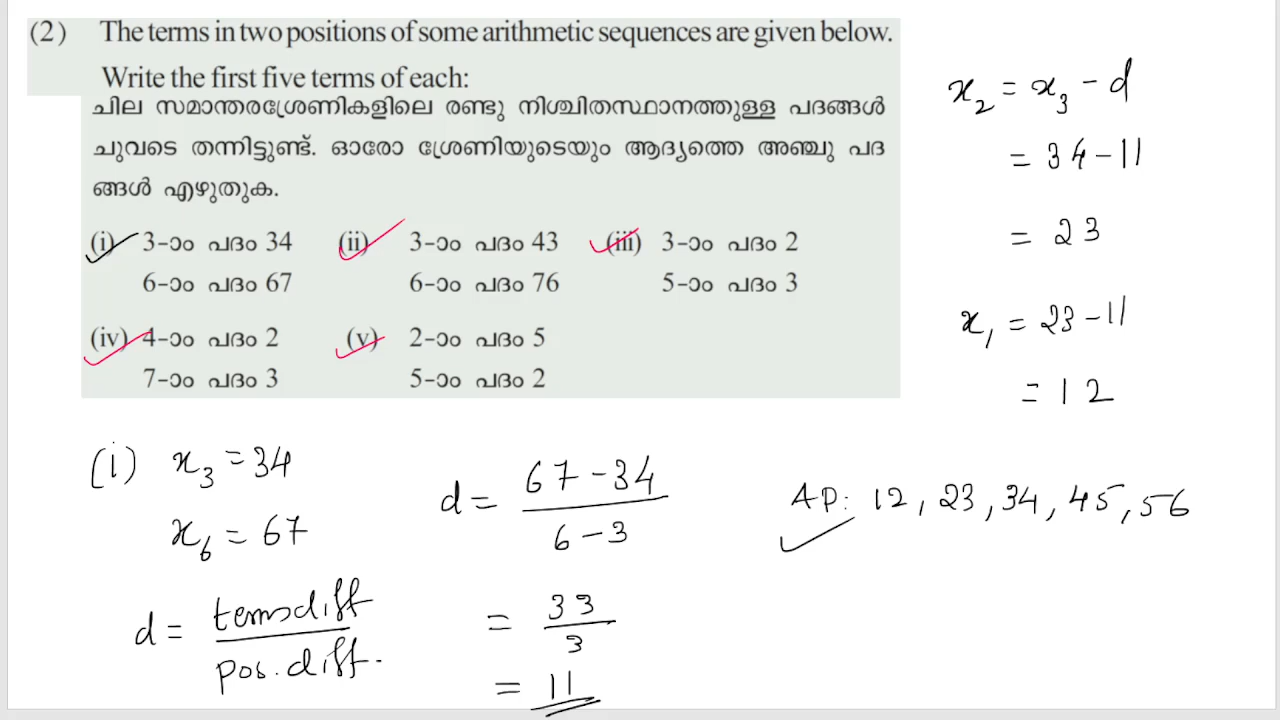 (2) The terms in two positions of some arithmetic sequences are given below.
Write the first five terms of each:
ചില സമാന്തരശ്രേണികളിലെ രണ്ടു നിശ്ചിതസ്ഥാനത്തുള്ള പദങ്ങൾ
ചുവടെ തന്നിട്ടുണ്ട്. ഓരോ ശ്രേണിയുടെയും ആദ്യത്തെ അഞ്ചു പദ
ങ്ങൾ എഴുതുക.
(i) 3-ാം പദം 34 (ii) 3-ാം പദം 43 (iii) 3-ാം പദം 2
6-ാം പദം 67 6-ാം പദം 76 5-ാം പദം 3
(iv) 4-ാം പദം 2 (v) 2-ാം പദം 5
7-ാം പദം 3 5-ാം പദം 2
x₂ = x₃ - d
= 34 - 11
= 23
x₁ = 23 - 11
= 12
(i) x₃ = 34
x₆ = 67
d = terms diff
pos. diff.
d = 67 - 34
6 - 3
= 33
3
= 11
AP: 12, 23, 34, 45, 56